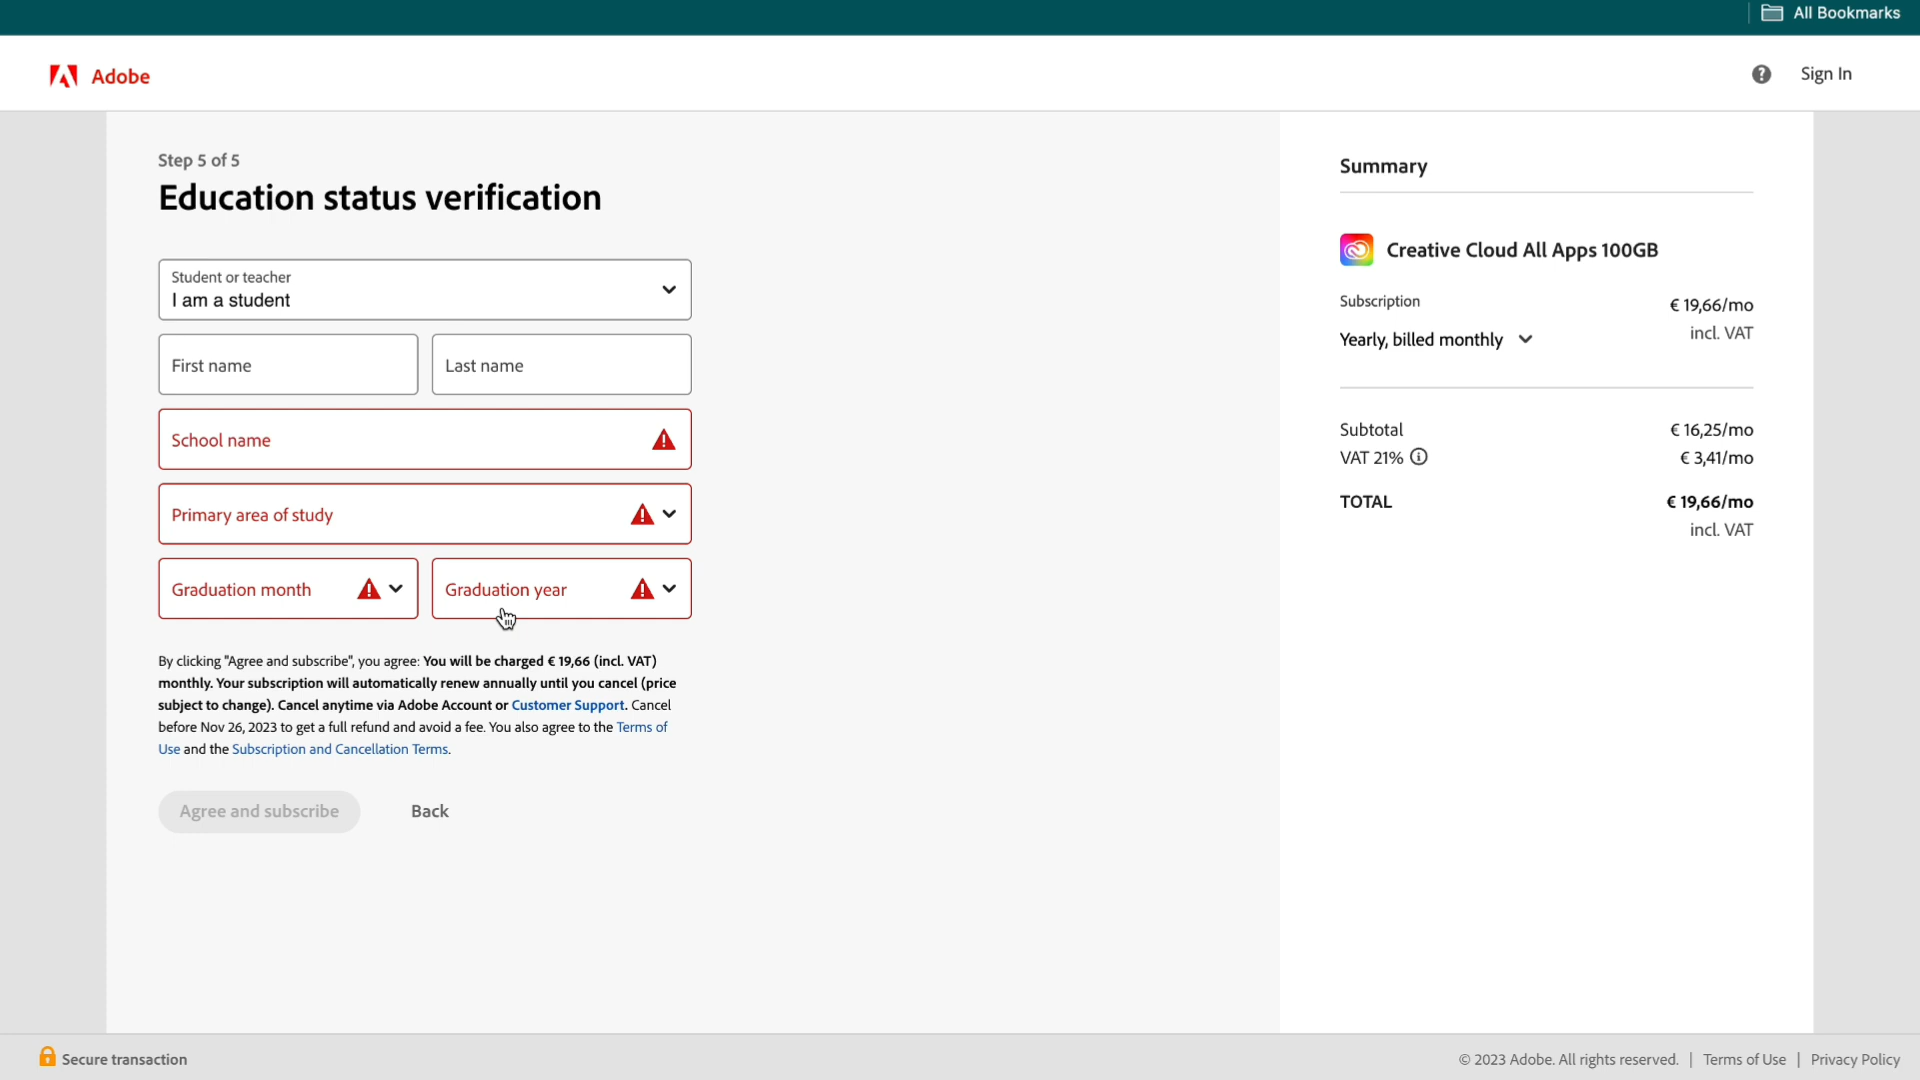 All Bookmarks
Adobe
? Sign In
Step 5 of 5
Education status verification
Student or teacher
I am a student
First name
Last name
School name
Primary area of study
Graduation month
Graduation year
By clicking "Agree and subscribe", you agree: You will be charged € 19,66 (incl. VAT)
monthly. Your subscription will automatically renew annually until you cancel (price
subject to change). Cancel anytime via Adobe Account or Customer Support. Cancel
before Nov 26, 2023 to get a full refund and avoid a fee. You also agree to the Terms of
Use and the Subscription and Cancellation Terms.
Agree and subscribe
Back
Summary
Creative Cloud All Apps 100GB
Subscription
€ 19,66/mo
incl. VAT
Yearly, billed monthly
Subtotal € 16,25/mo
VAT 21% € 3,41/mo
TOTAL € 19,66/mo
incl. VAT
Secure transaction
© 2023 Adobe. All rights reserved. | Terms of Use | Privacy Policy